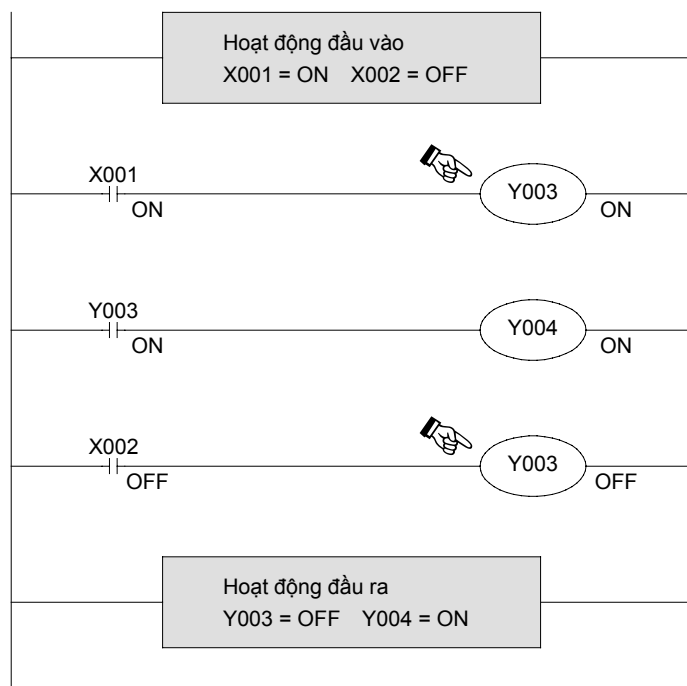 Hoạt động đầu vào
X001 = ON X002 = OFF
X001
ON
Y003
ON
Y003
ON
Y004
ON
X002
OFF
Y003
OFF
Hoạt động đầu ra
Y003 = OFF Y004 = ON